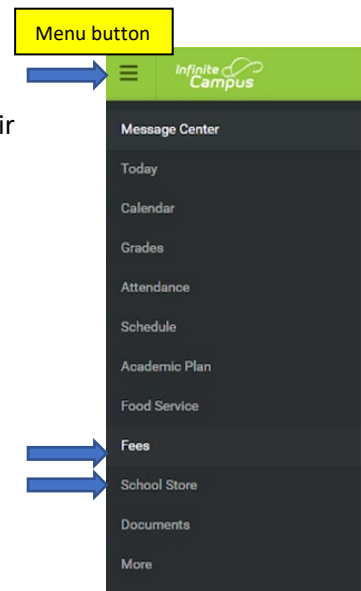 Menu button
Infinite
Campus
ir
Message Center
Today
Calendar
Grades
Attendance
Schedule
Academic Plan
Food Service
Fees
School Store
Documents
More